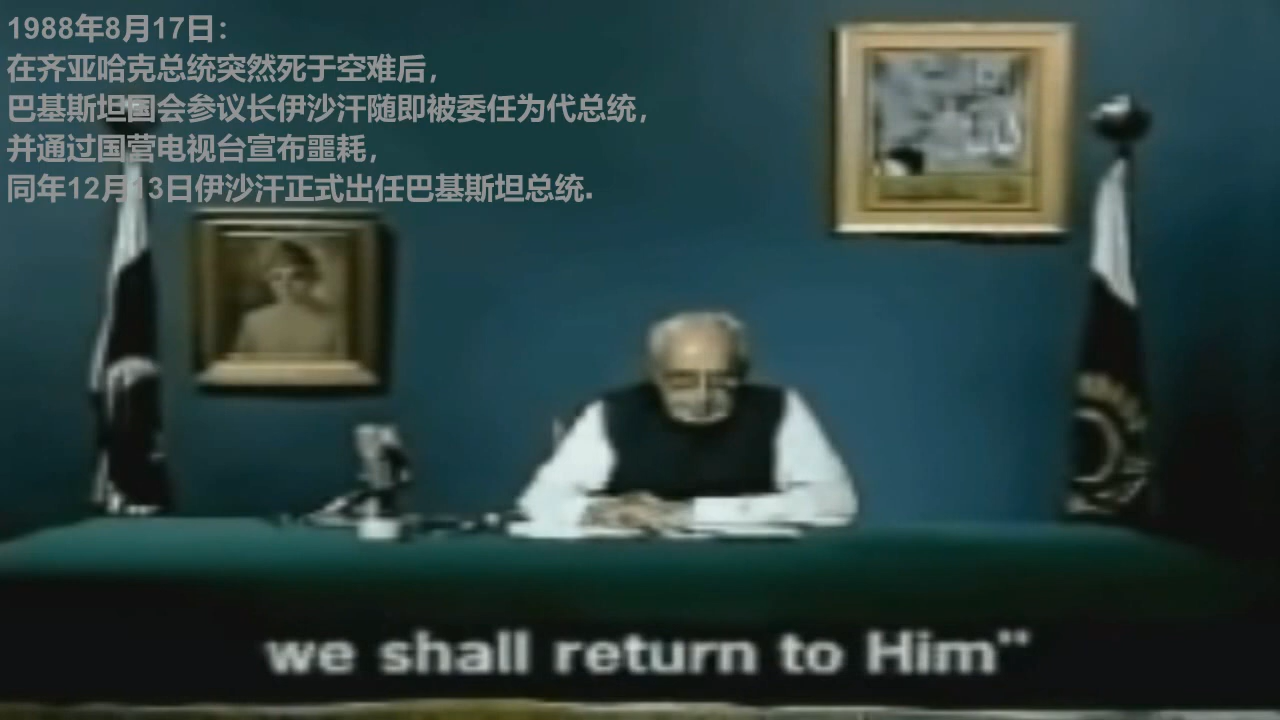 1988年8月17日:
在齐亚哈克总统突然死于空难后,
巴基斯坦国会参议长伊沙汗随即被委任为代总统,
并通过国营电视台宣布噩耗,
同年12月13日伊沙汗正式出任巴基斯坦总统.
we shall return to Him"